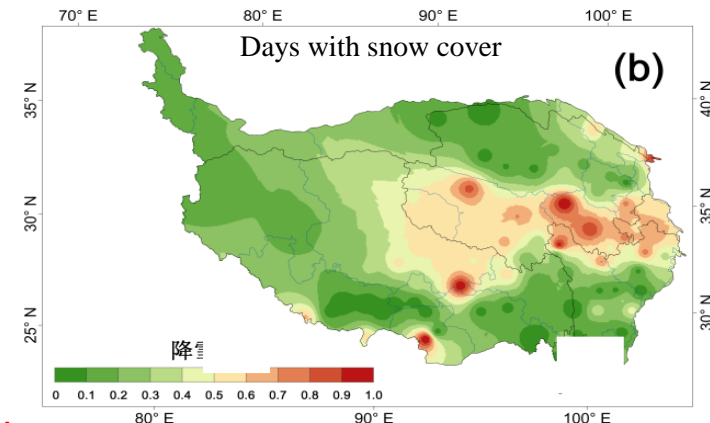 70° E 80° E 90° E 100° E
Days with snow cover
(b)
35° N
40° N
30° N
35° N
25° N
30° N
降
0 0.1 0.2 0.3 0.4 0.5 0.6 0.7 0.8 0.9 1.0
80° E 90° E 100° E